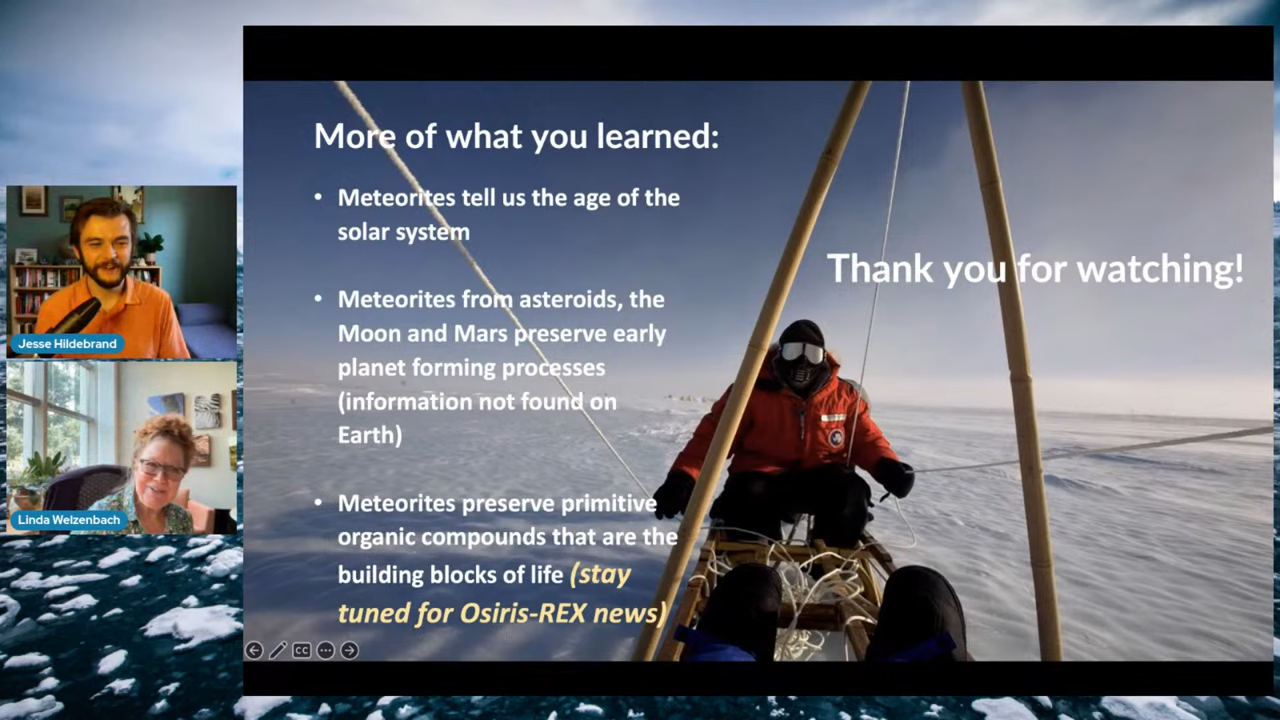 More of what you learned:
• Meteorites tell us the age of the
solar system
• Meteorites from asteroids, the
Moon and Mars preserve early
planet forming processes
(information not found on
Earth)
• Meteorites preserve primitive
organic compounds that are the
building blocks of life (stay
tuned for Osiris-REX news)
Thank you for watching!
Jesse Hildebrand
Linda Welzenbach
CC